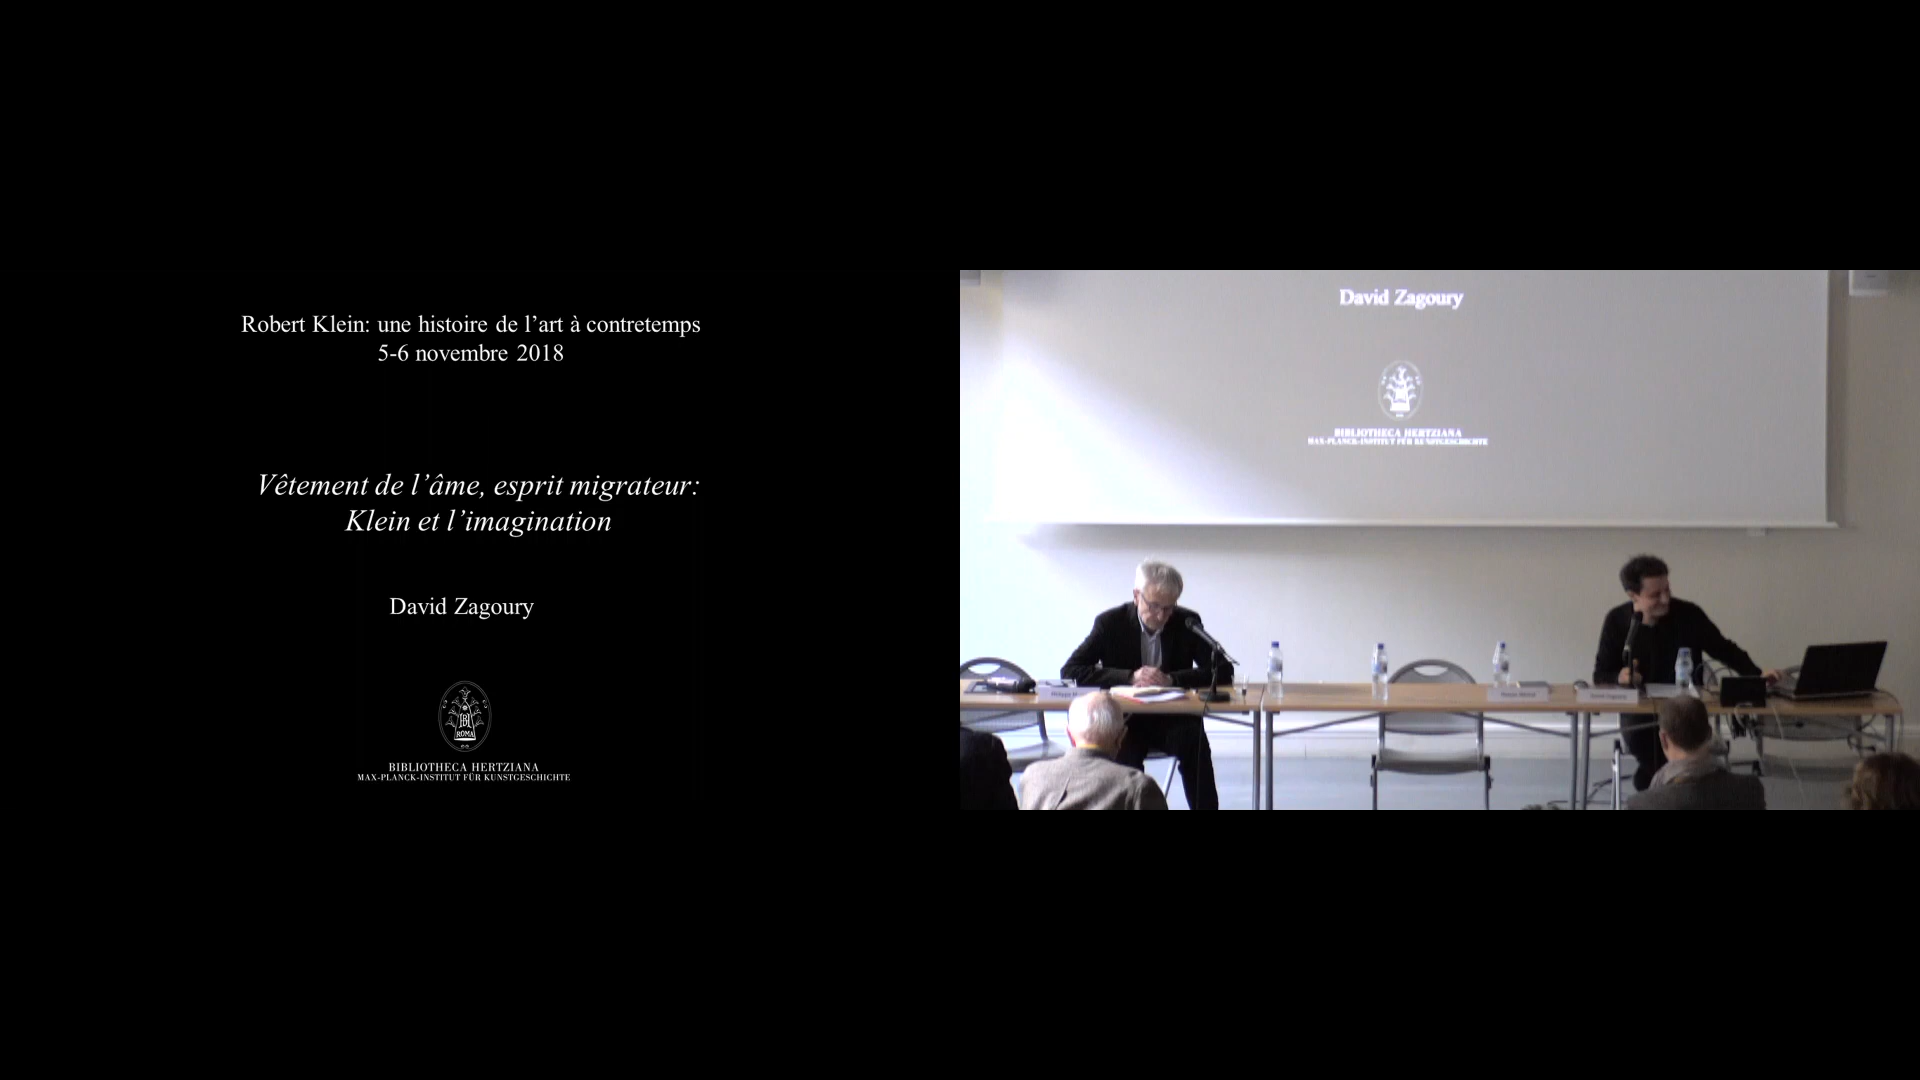 Robert Klein: une histoire de l’art à contretemps
5-6 novembre 2018
Vêtement de l’âme, esprit migrateur:
Klein et l’imagination
David Zagoury
ROMA
BIBLIOTHECA HERTZIANA
MAX-PLANCK-INSTITUT FÜR KUNSTGESCHICHTE
David Zagoury
BIBLIOTHECA HERTZIANA
MAX-PLANCK-INSTITUT FÜR KUNSTGESCHICHTE